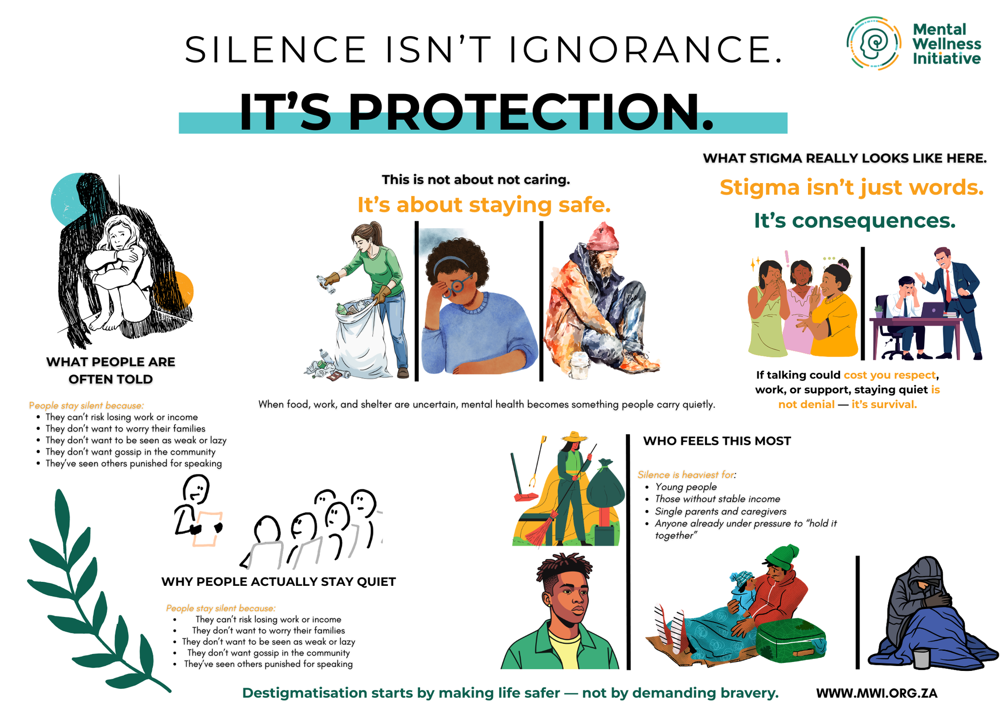 SILENCE ISN'T IGNORANCE.
IT'S PROTECTION.
Mental
Wellness
Initiative
WHAT PEOPLE ARE
OFTEN TOLD
People stay silent because:
• They can't risk losing work or income
• They don't want to worry their families
• They don't want to be seen as weak or lazy
• They don't want gossip in the community
• They've seen others punished for speaking
This is not about not caring.
It's about staying safe.
When food, work, and shelter are uncertain, mental health becomes something people carry quietly.
WHAT STIGMA REALLY LOOKS LIKE HERE.
Stigma isn't just words.
It's consequences.
If talking could cost you respect,
work, or support, staying quiet is
not denial — it's survival.
WHY PEOPLE ACTUALLY STAY QUIET
People stay silent because:
• They can't risk losing work or income
• They don't want to worry their families
• They don't want to be seen as weak or lazy
• They don't want gossip in the community
• They've seen others punished for speaking
WHO FEELS THIS MOST
Silence is heaviest for:
• Young people
• Those without stable income
• Single parents and caregivers
• Anyone already under pressure to "hold it
together"
Destigmatisation starts by making life safer — not by demanding bravery.
WWW.MWI.ORG.ZA